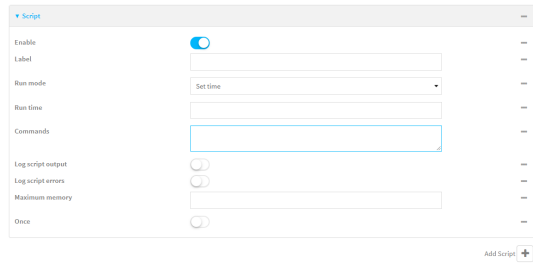 Script
Enable
Label
Run mode
Set time
Run time
Commands
Log script output
Log script errors
Maximum memory
Once
Add Script